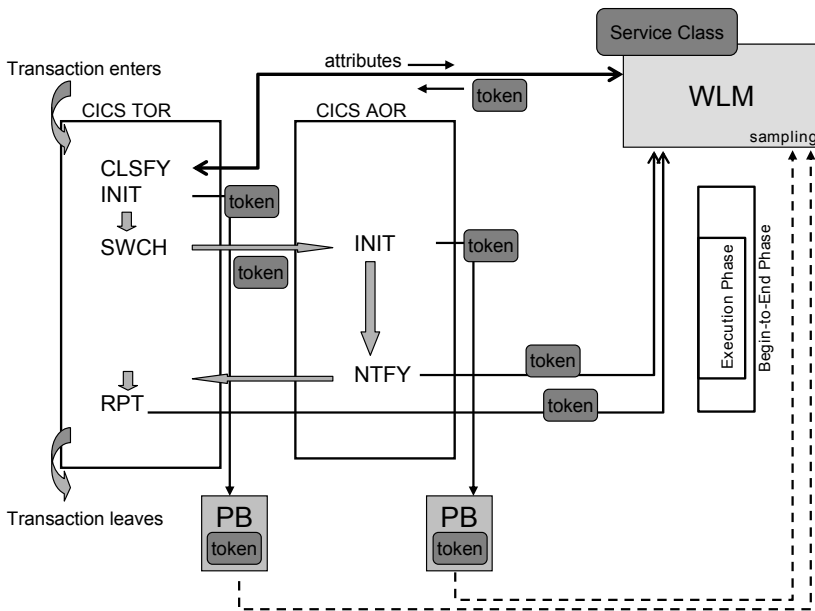 Service Class
Transaction enters
attributes
token
WLM
sampling
CICS TOR
CICS AOR
CLSFY
INIT
token
SWCH
token
INIT
token
Execution Phase
Begin-to-End Phase
NTFY
token
RPT
token
Transaction leaves
PB
token
PB
token